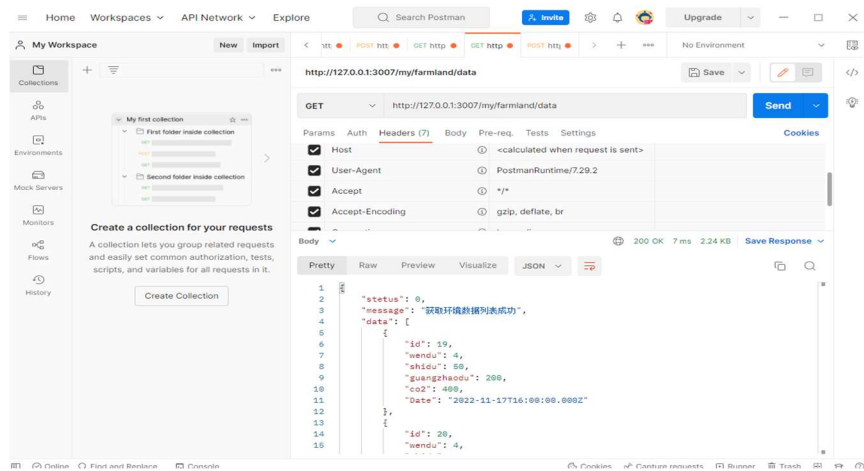 Home Workspaces API Network Explore Search Postman Invite Upgrade
My Workspace New Import POST GET http GET http POST No Environment
Collections
http://127.0.0.1:3007/my/farmland/data Save
GET http://127.0.0.1:3007/my/farmland/data Send
APIs
Params Auth Headers (7) Body Pre-req. Tests Settings Cookies
Environments
Host <calculated when request is sent>
User-Agent PostmanRuntime/7.29.2
Accept */*
Accept-Encoding gzip, deflate, br
Mock Servers
Monitors
Flows
History
My first collection
First folder inside collection
GET
GET
Second folder inside collection
GET
GET
Create a collection for your requests
A collection lets you group related requests
and easily set common authorization, tests,
scripts, and variables for all requests in it.
Create Collection
Body 200 OK 7 ms 2.24 KB Save Response
Pretty Raw Preview Visualize JSON
1
2 "stetus": 0,
3 "message": "获取环境数据列表成功",
4 "data": [
5 {
6 "id": 19,
7 "wendu": 4,
8 "shidu": 50,
9 "guangzhaodu": 200,
10 "co2": 400,
11 "Date": "2022-11-17T16:00:00.000Z"
12 },
13 {
14 "id": 20,
15 "wendu": 4,
Online Find and Replace Console Cookies Capture requests Runner Trash